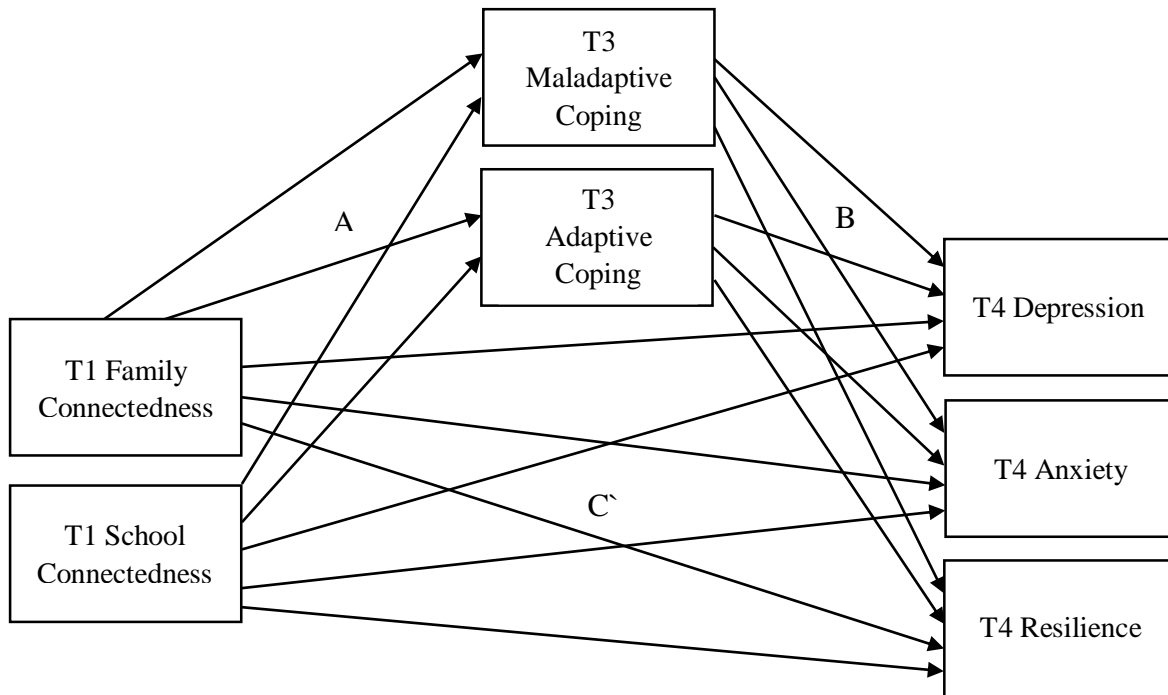 T3
Maladaptive
Coping
T3
Adaptive
Coping
A
B
T1 Family
Connectedness
T1 School
Connectedness
C`
T4 Depression
T4 Anxiety
T4 Resilience